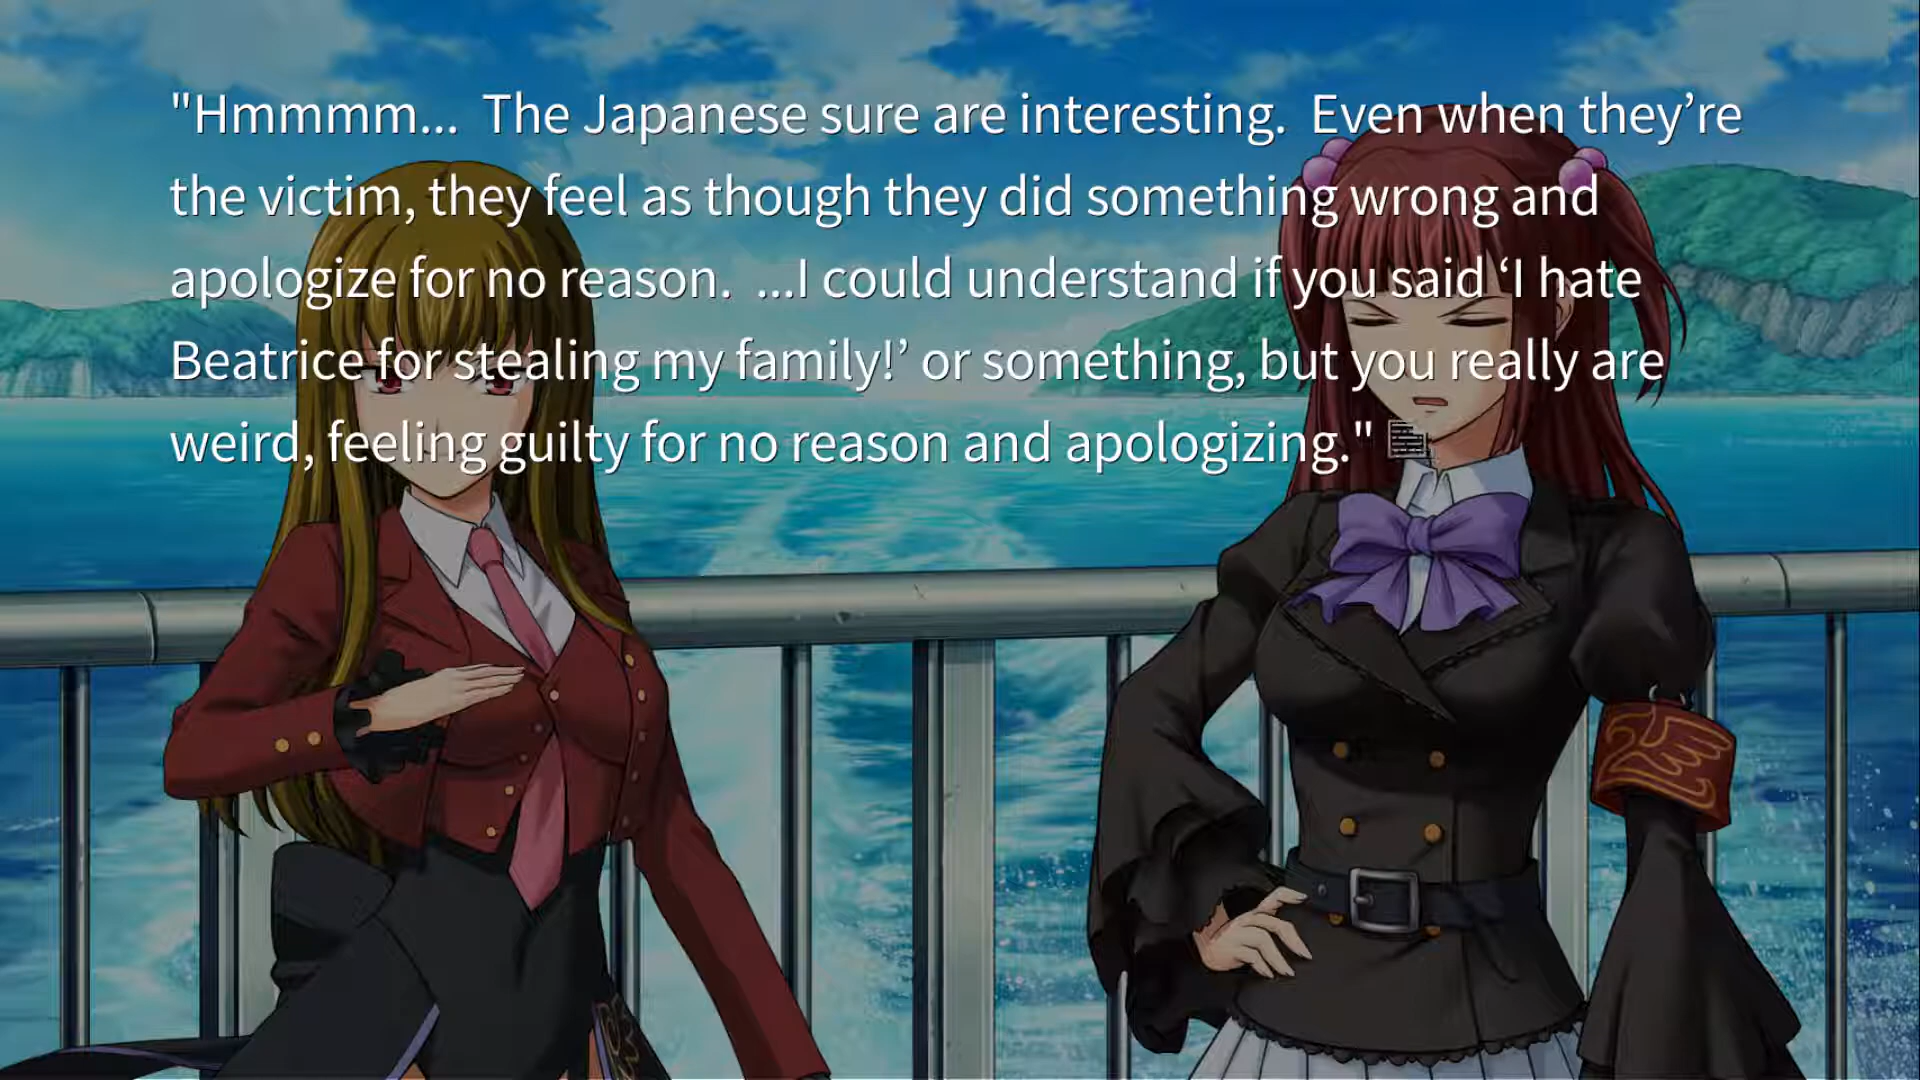 "Hmmmm...  The Japanese sure are interesting.  Even when they’re
the victim, they feel as though they did something wrong and
apologize for no reason.  ...I could understand if you said ‘I hate
Beatrice for stealing my family!’ or something, but you really are
weird, feeling guilty for no reason and apologizing."